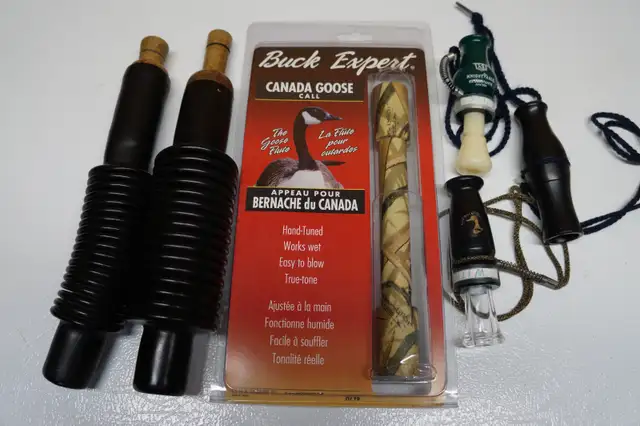 Buck Expert®
CANADA GOOSE
CALL
The
Goose
Flute
La Flûte
pour
outardes
APPEAU POUR
BERNACHE du CANADA
Hand-Tuned
Works wet
Easy to blow
True-tone
Ajustée à la main
Fonctionne humide
Facile à souffler
Tonalité réelle